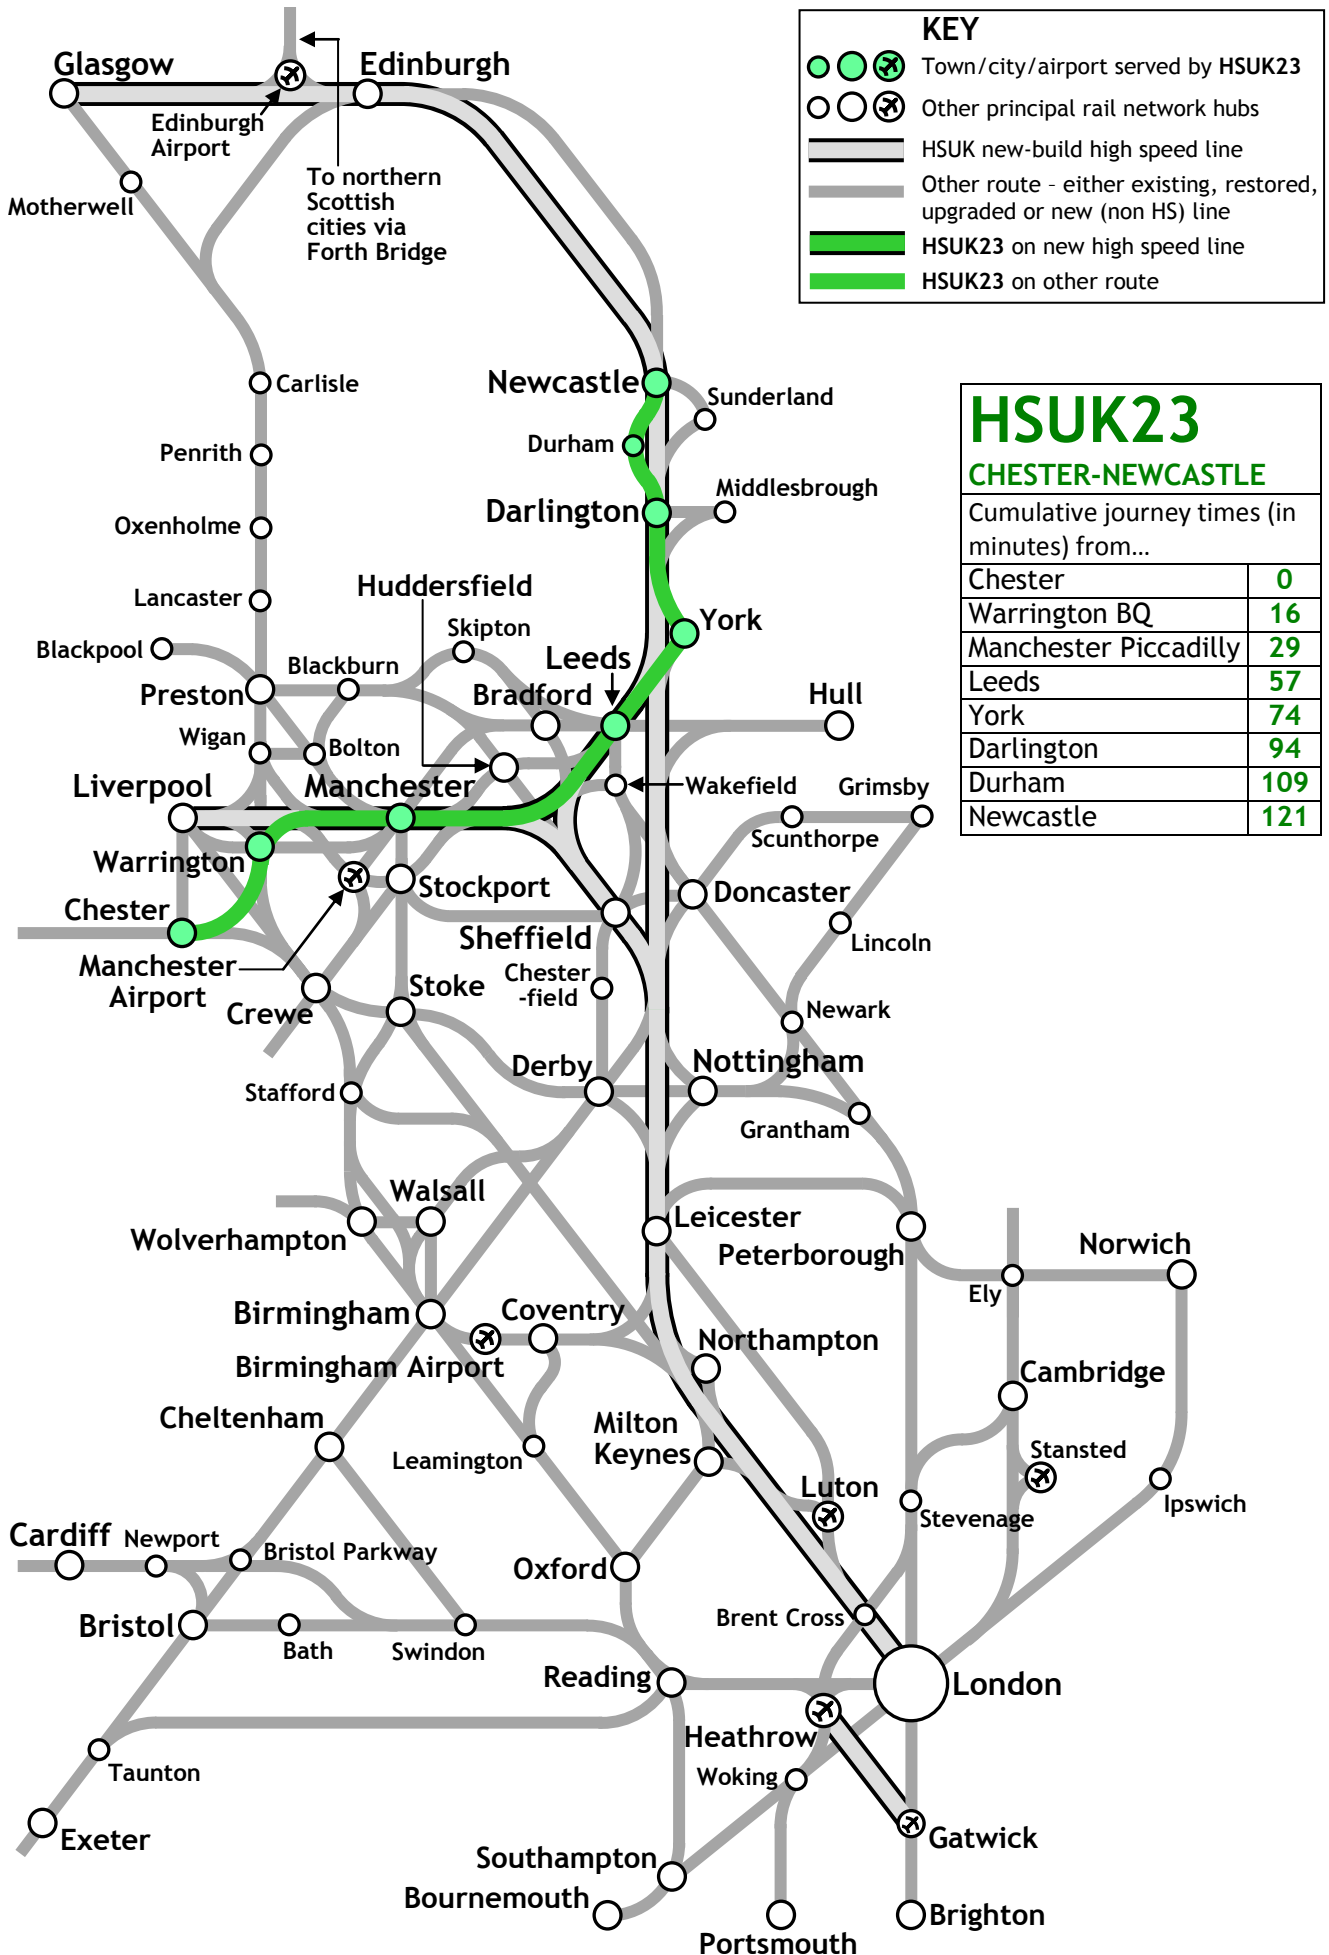 KEY
Town/city/airport served by HSUK23
Other principal rail network hubs
HSUK new-build high speed line
Other route - either existing, restored,
upgraded or new (non HS) line
HSUK23 on new high speed line
HSUK23 on other route
Glasgow
Edinburgh
Edinburgh
Airport
To northern
Scottish
cities via
Forth Bridge
Motherwell
Carlisle
Newcastle
Sunderland
Durham
Penrith
Middlesbrough
Darlington
Oxenholme
Huddersfield
Lancaster
Skipton
York
Blackpool
Blackburn
Leeds
Preston
Bradford
Hull
Wigan
Bolton
Liverpool
Manchester
Wakefield
Grimsby
Scunthorpe
Warrington
Stockport
Doncaster
Chester
Sheffield
Lincoln
Manchester
Airport
Chester
-field
Crewe
Stoke
Newark
Derby
Nottingham
Stafford
Grantham
Walsall
Wolverhampton
Leicester
Peterborough
Norwich
Ely
Birmingham
Coventry
Birmingham Airport
Northampton
Cambridge
Cheltenham
Milton
Keynes
Leamington
Stansted
Luton
Stevenage
Ipswich
Cardiff
Newport
Bristol Parkway
Oxford
Bristol
Bath
Swindon
Brent Cross
Reading
London
Heathrow
Woking
Taunton
Exeter
Gatwick
Southampton
Bournemouth
Portsmouth
Brighton
HSUK23
CHESTER-NEWCASTLE
Cumulative journey times (in
minutes) from…
Chester 0
Warrington BQ 16
Manchester Piccadilly 29
Leeds 57
York 74
Darlington 94
Durham 109
Newcastle 121